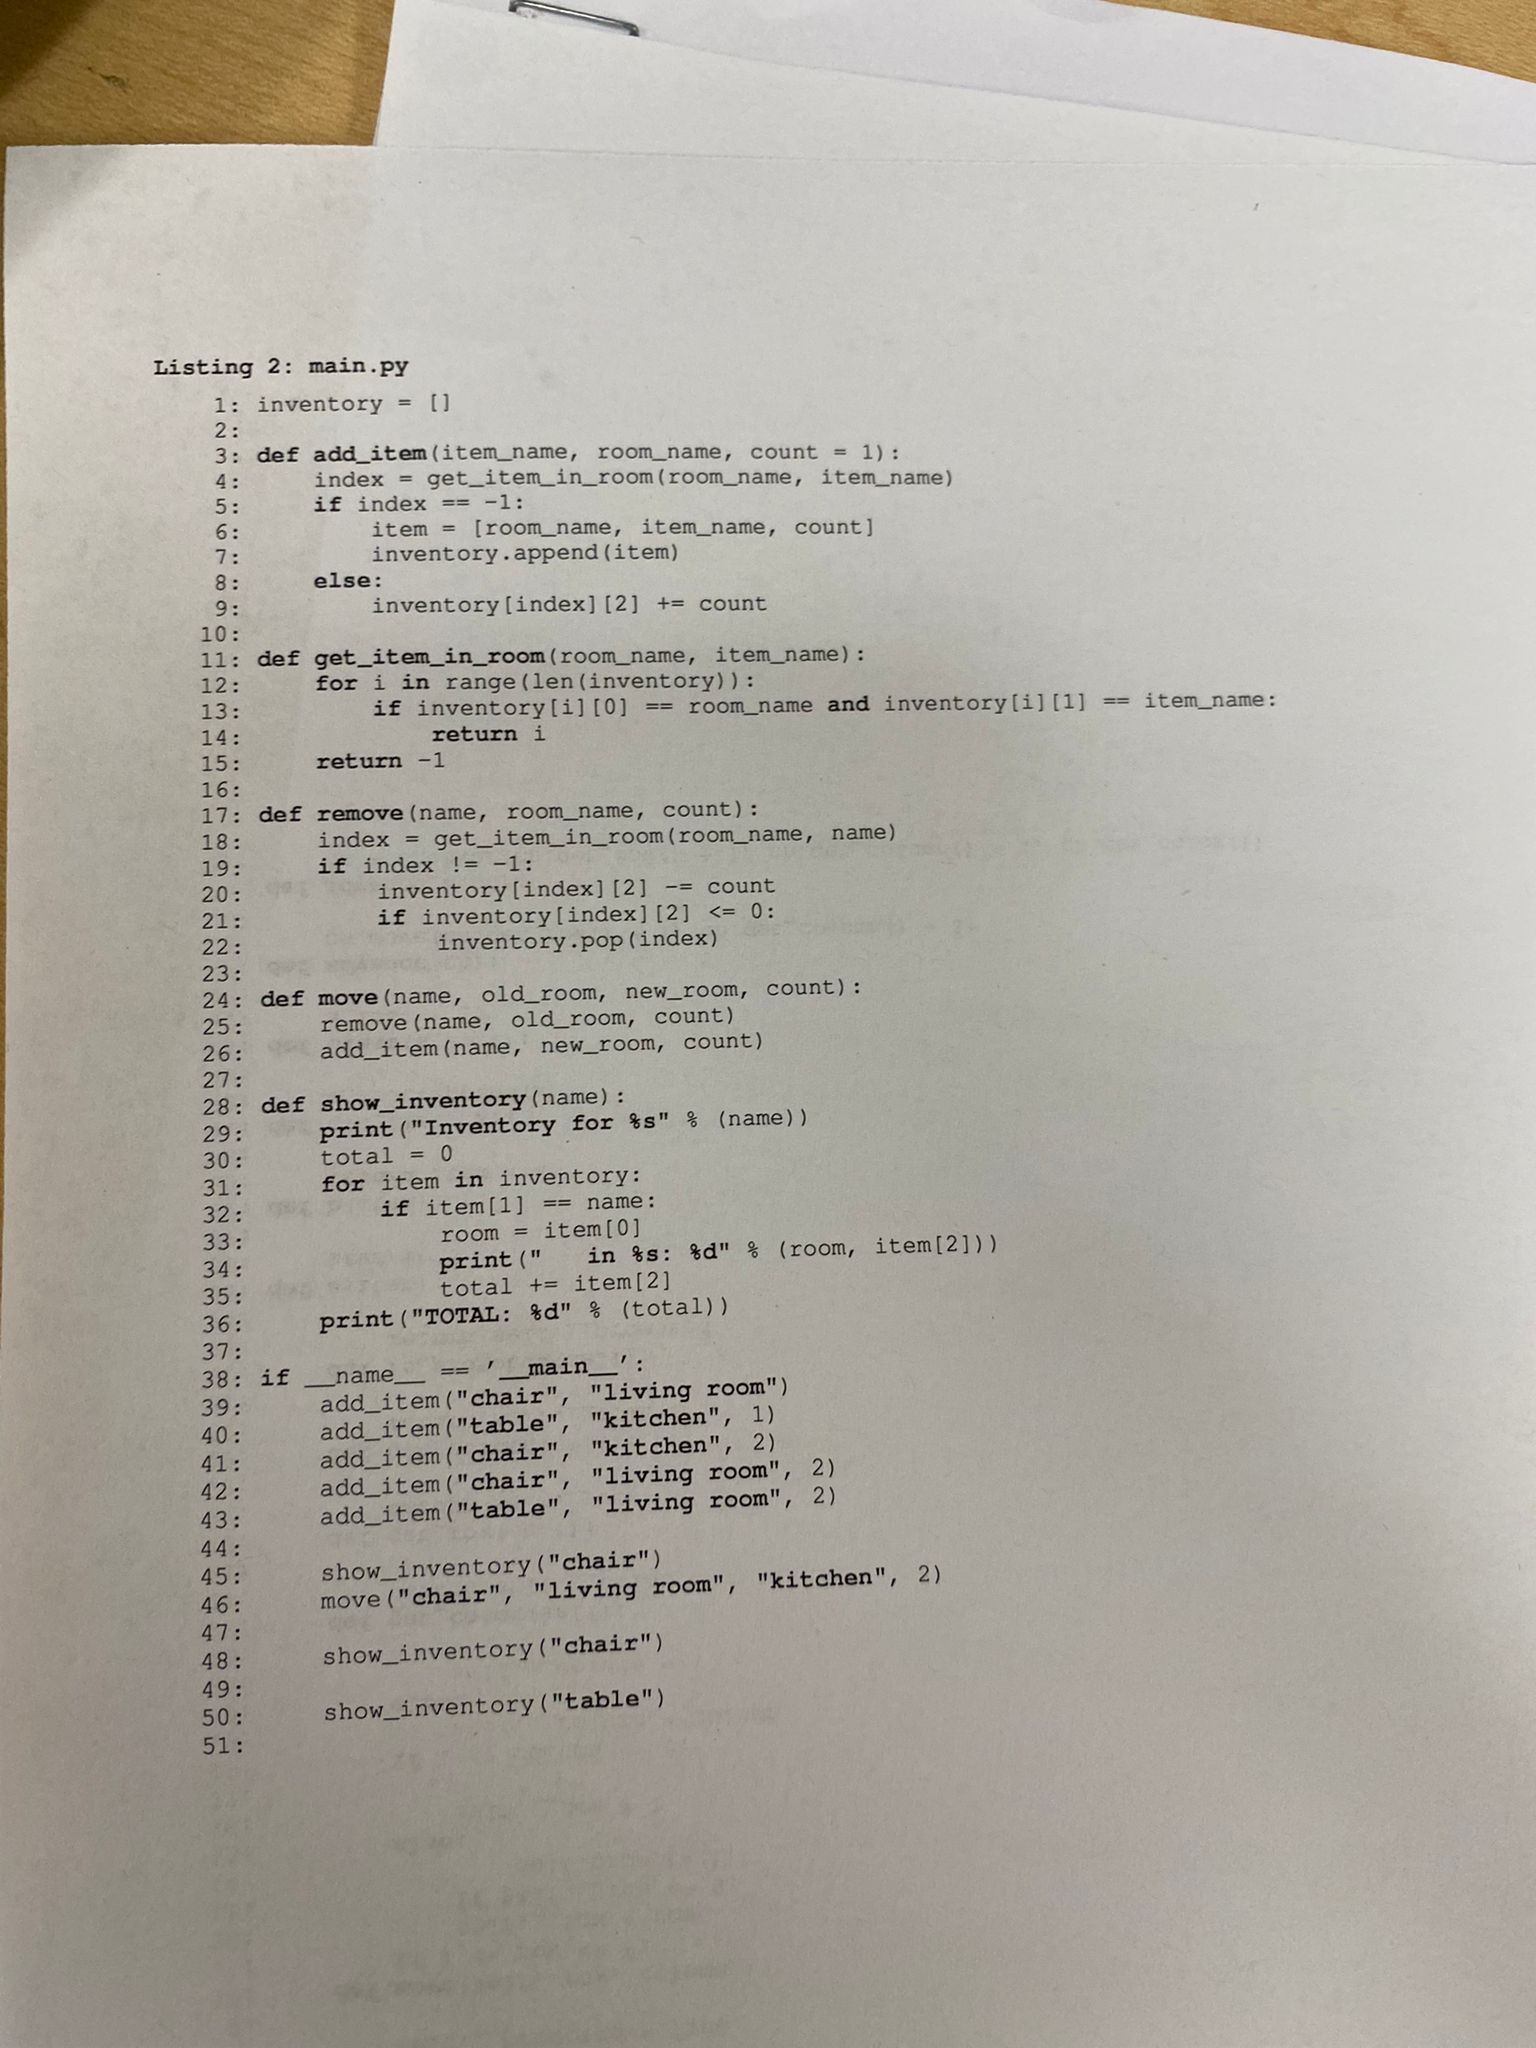 Listing 2: main.py
1: inventory = []
2:
3: def add_item(item_name, room_name, count = 1):
4:     index = get_item_in_room(room_name, item_name)
5:     if index == -1:
6:         item = [room_name, item_name, count]
7:         inventory.append(item)
8:     else:
9:         inventory[index][2] += count
10:
11: def get_item_in_room(room_name, item_name):
12:     for i in range(len(inventory)):
13:         if inventory[i][0] == room_name and inventory[i][1] == item_name:
14:             return i
15:     return -1
16:
17: def remove(name, room_name, count):
18:     index = get_item_in_room(room_name, name)
19:     if index != -1:
20:         inventory[index][2] -= count
21:         if inventory[index][2] <= 0:
22:             inventory.pop(index)
23:
24: def move(name, old_room, new_room, count):
25:     remove(name, old_room, count)
26:     add_item(name, new_room, count)
27:
28: def show_inventory(name):
29:     print("Inventory for %s" % (name))
30:     total = 0
31:     for item in inventory:
32:         if item[1] == name:
33:             room = item[0]
34:             print("   in %s: %d" % (room, item[2]))
35:             total += item[2]
36:     print("TOTAL: %d" % (total))
37:
38: if __name__ == '__main__':
39:     add_item("chair", "living room")
40:     add_item("table", "kitchen", 1)
41:     add_item("chair", "kitchen", 2)
42:     add_item("chair", "living room", 2)
43:     add_item("table", "living room", 2)
44:
45:     show_inventory("chair")
46:     move("chair", "living room", "kitchen", 2)
47:
48:     show_inventory("chair")
49:
50:     show_inventory("table")
51: